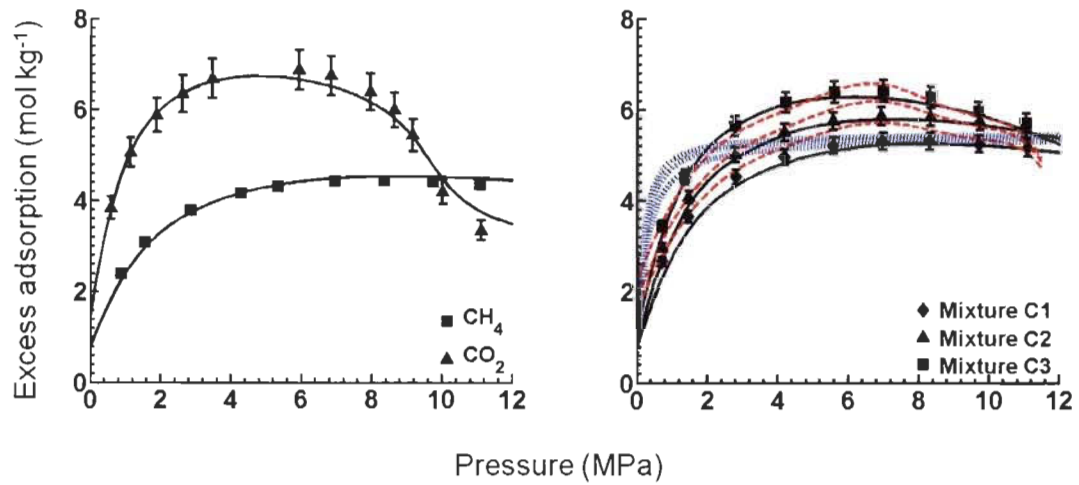 Excess adsorption (mol kg-1)
8
6
4
2
0
0 2 4 6 8 10 12
CH4
CO2
8
6
4
2
0
0 2 4 6 8 10 12
Mixture C1
Mixture C2
Mixture C3
Pressure (MPa)